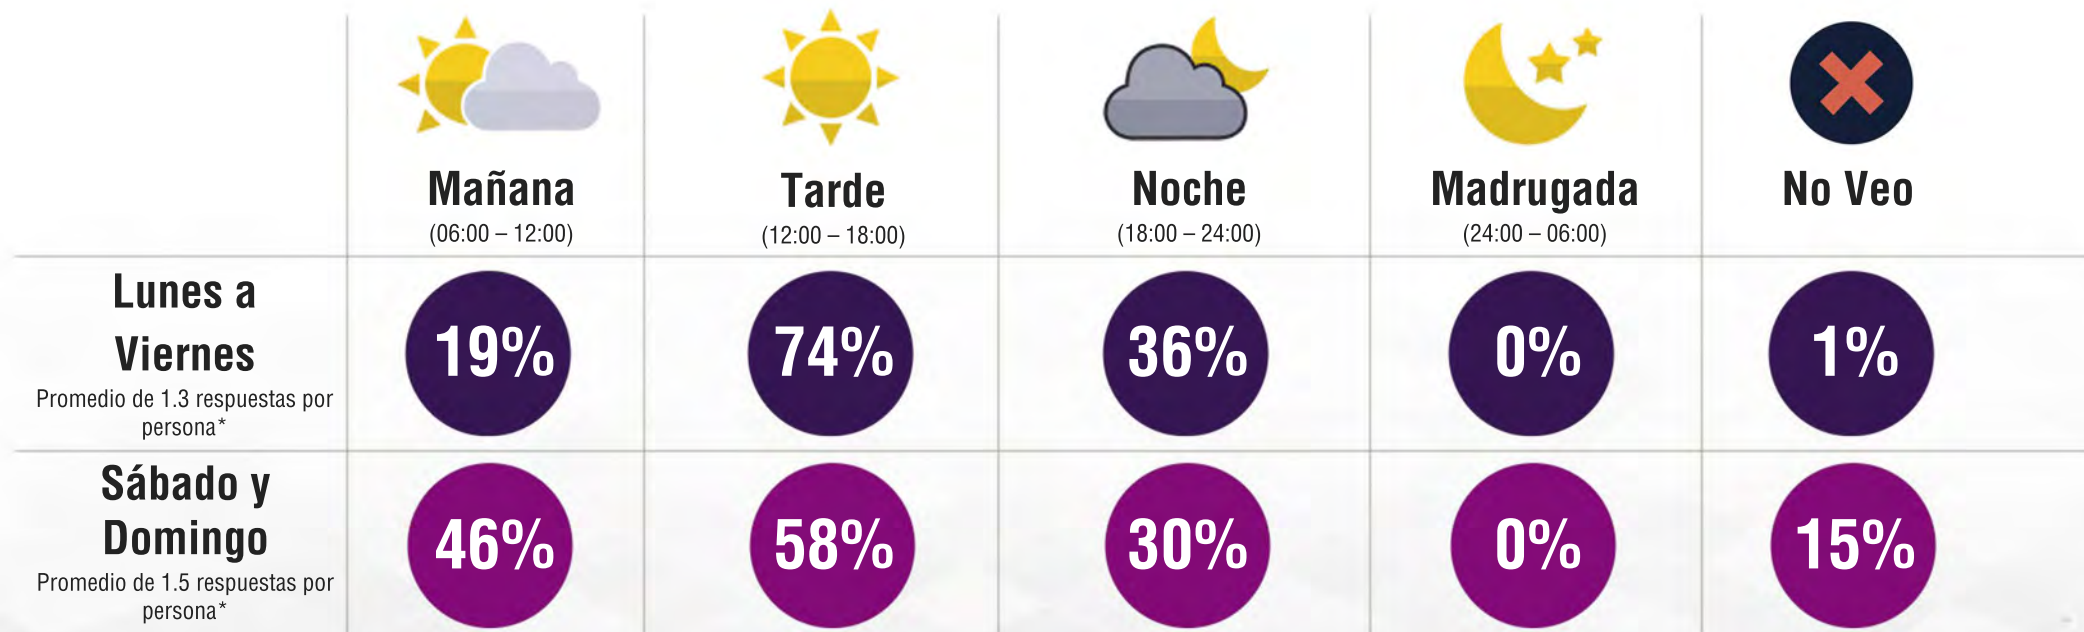 Mañana
(06:00 – 12:00)
Tarde
(12:00 – 18:00)
Noche
(18:00 – 24:00)
Madrugada
(24:00 – 06:00)
No Veo
Lunes a
Viernes
Promedio de 1.3 respuestas por
persona*
19%
74%
36%
0%
1%
Sábado y
Domingo
Promedio de 1.5 respuestas por
persona*
46%
58%
30%
0%
15%